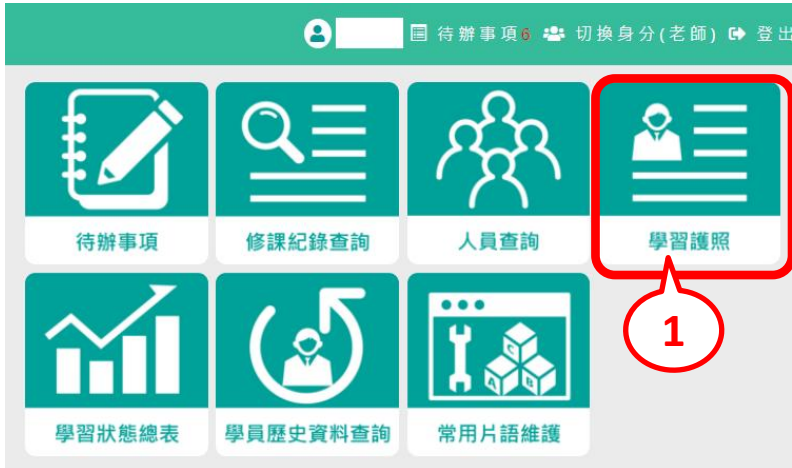 待辦事項6 切換身分(老師) 登出
待辦事項 修課紀錄查詢 人員查詢 學習護照
1
C
A B
學習狀態總表 學員歷史資料查詢 常用片語維護